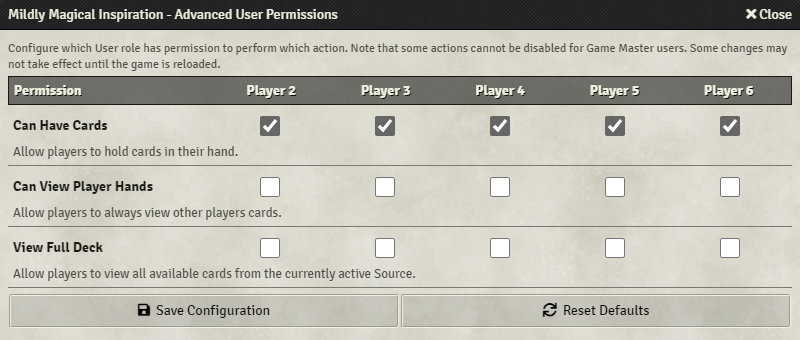 Mildly Magical Inspiration - Advanced User Permissions Close
Configure which User role has permission to perform which action. Note that some actions cannot be disabled for Game Master users. Some changes may
not take effect until the game is reloaded.
Permission Player 2 Player 3 Player 4 Player 5 Player 6
Can Have Cards
Allow players to hold cards in their hand.
Can View Player Hands
Allow players to always view other players cards.
View Full Deck
Allow players to view all available cards from the currently active Source.
Save Configuration Reset Defaults